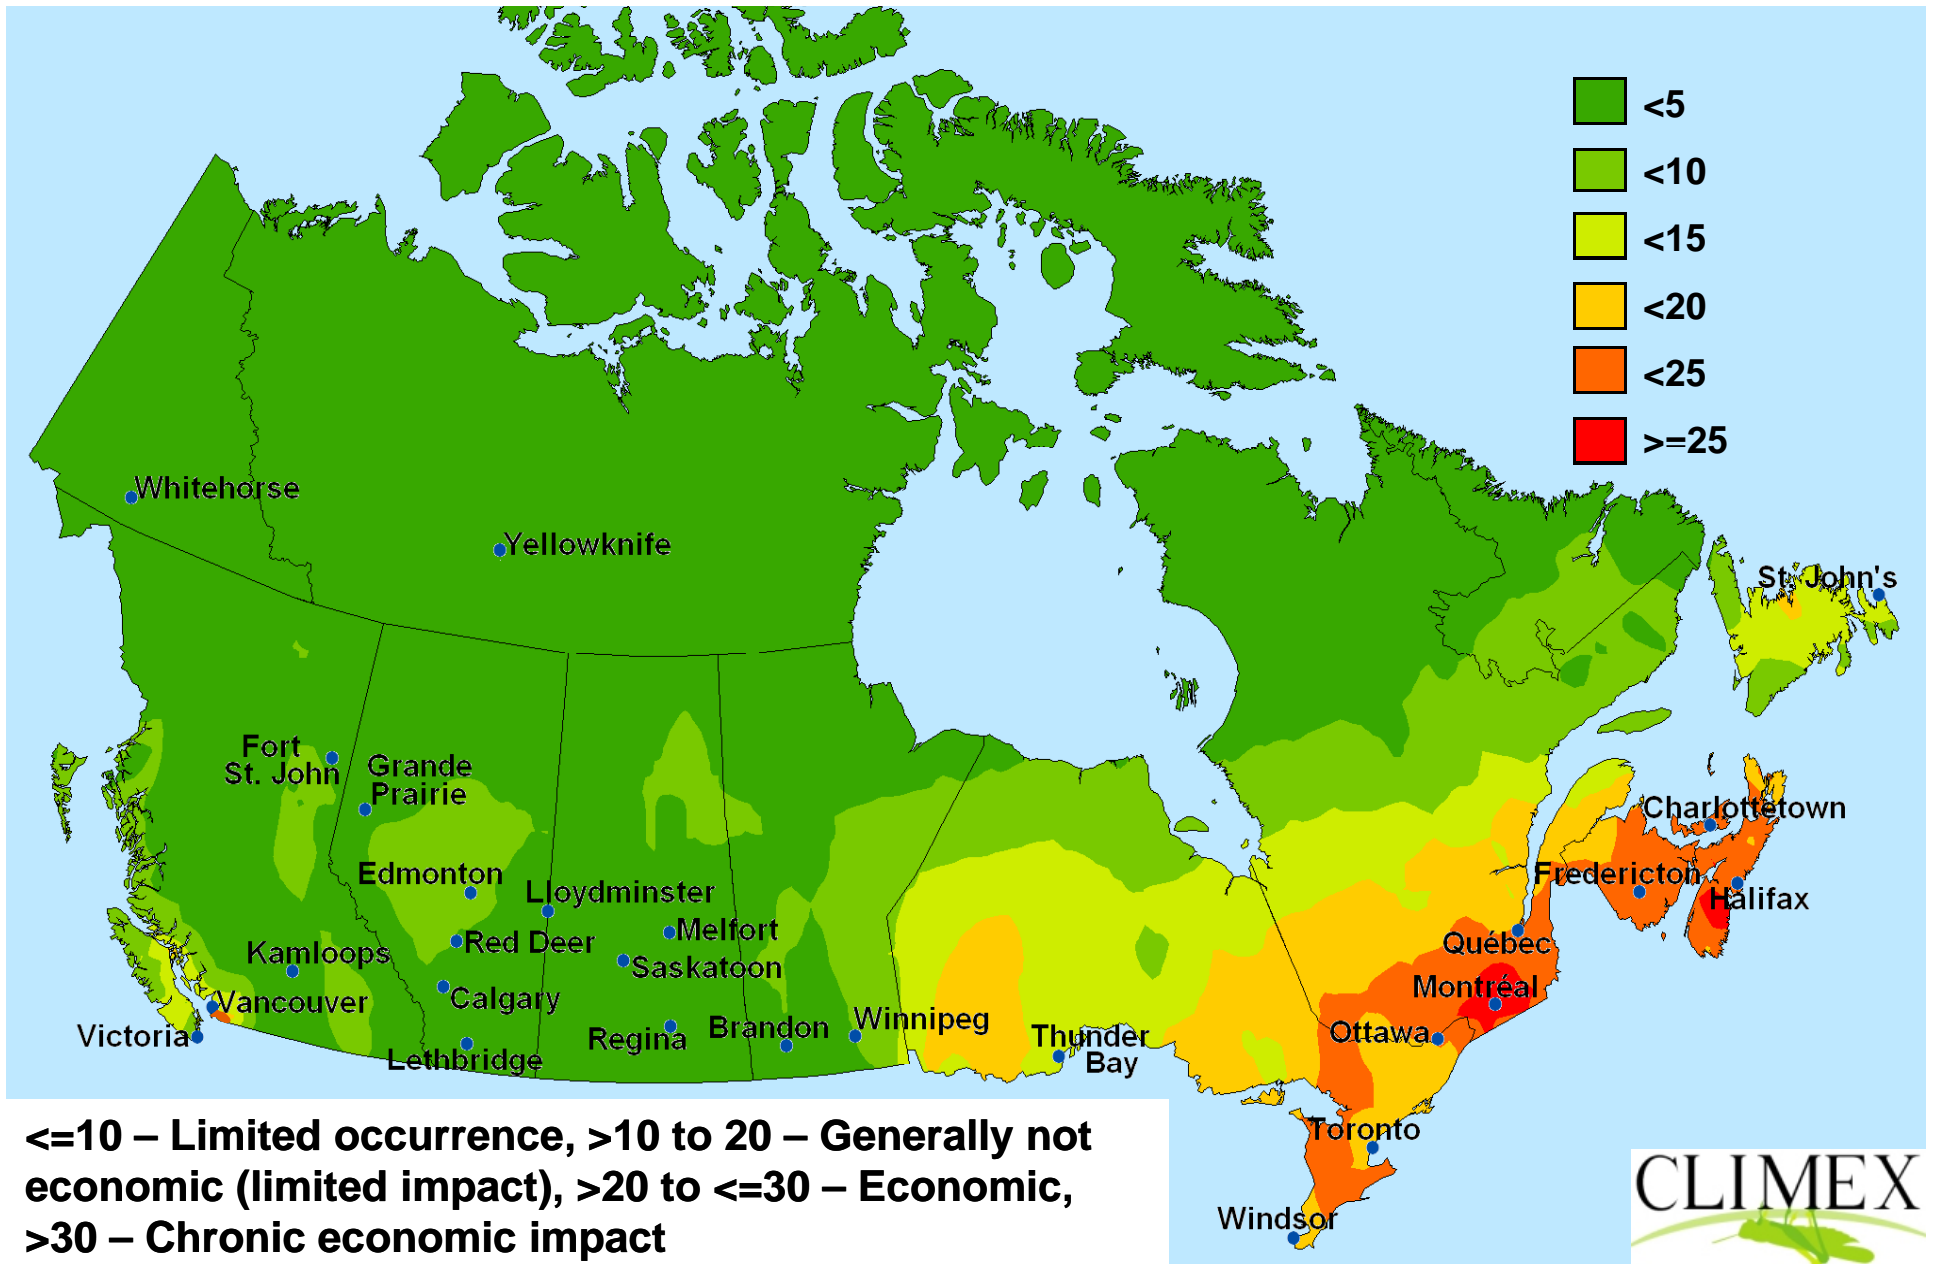 <5
<10
<15
<20
<25
>=25
Whitehorse
Yellowknife
St. John's
Fort
St. John
Grande
Prairie
Charlottetown
Edmonton
Lloydminster
Fredericton
Halifax
Melfort
Red Deer
Québec
Kamloops
Saskatoon
Montréal
Calgary
Vancouver
Winnipeg
Victoria
Regina
Brandon
Thunder
Bay
Ottawa
Lethbridge
Toronto
Windsor
<=10 – Limited occurrence, >10 to 20 – Generally not
economic (limited impact), >20 to <=30 – Economic,
>30 – Chronic economic impact
CLIMEX